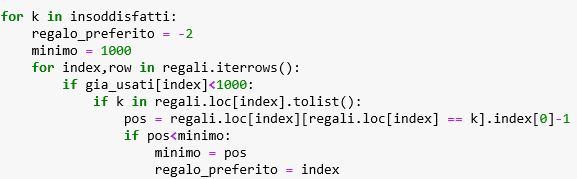 for k in insoddisfatti:
    regalo_preferito = -2
    minimo = 1000
    for index,row in regali.iterrows():
        if gia_usati[index]<1000:
            if k in regali.loc[index].tolist():
                pos = regali.loc[index][regali.loc[index] == k].index[0]-1
                if pos<minimo:
                    minimo = pos
                    regalo_preferito = index